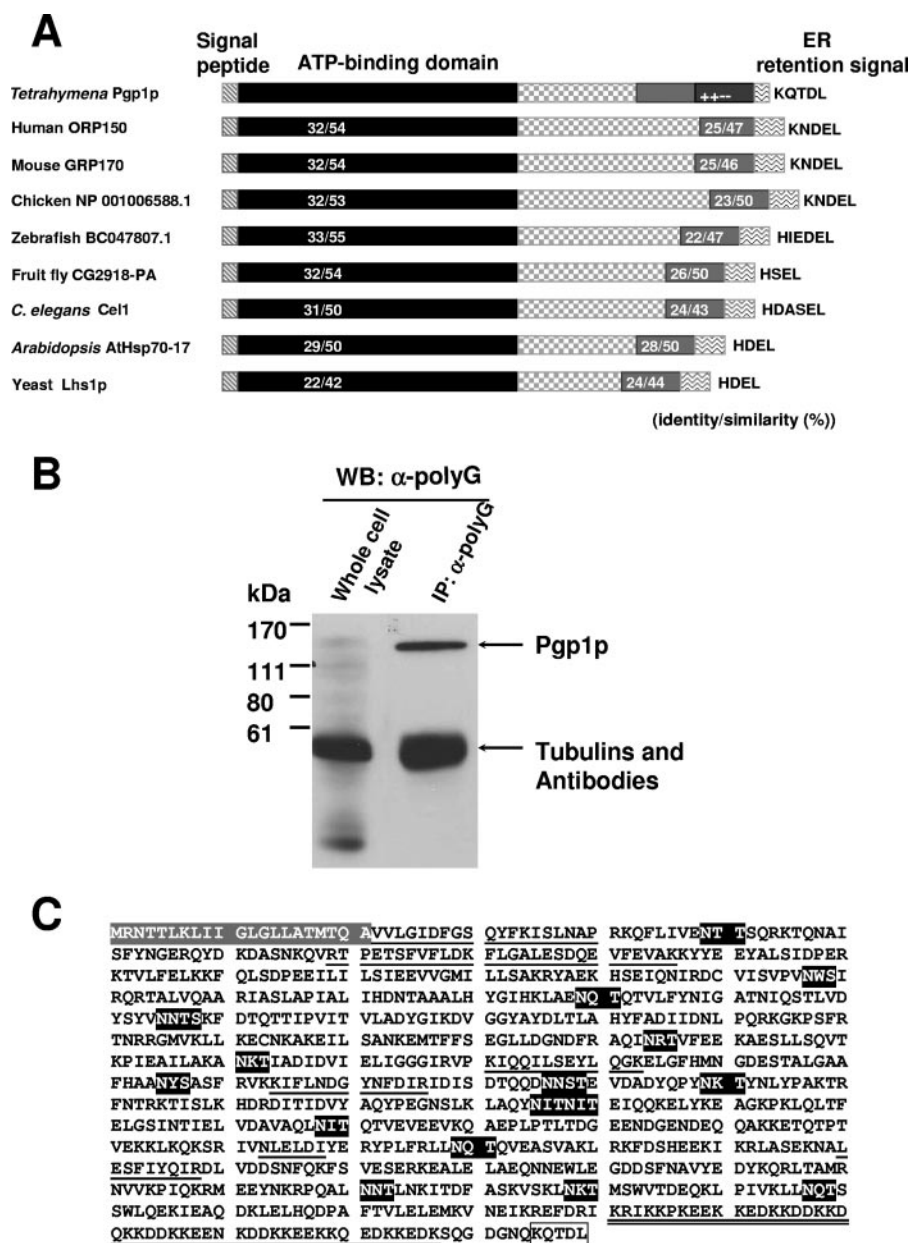 A
Signal peptide
ATP-binding domain
ER retention signal
Tetrahymena Pgp1p ++-- KQTDL
Human ORP150 32/54 25/47 KNDEL
Mouse GRP170 32/54 25/46 KNDEL
Chicken NP 001006588.1 32/53 23/50 KNDEL
Zebrafish BC047807.1 33/55 22/47 HIEDEL
Fruit fly CG2918-PA 32/54 26/50 HSEL
C. elegans Cel1 31/50 24/43 HDASEL
Arabidopsis AtHsp70-17 29/50 28/50 HDEL
Yeast Lhs1p 22/42 24/44 HDEL
(identity/similarity (%))
B
WB: α-polyG
Whole cell lysate
IP: α-polyG
kDa
170
111
80
61
Pgp1p
Tubulins and
Antibodies
C
MRNTTLKLII GLGLLATMTQ AVVLGIDFGS QYFKISLNAP RKQFLIVENT TSQRKTQNAI
SFYNGERQYD KDASNKQVRT PETSFVFLDK FLGALESDQE VFEVAKKYYE EYALSIDPER
KTVLFELKKF QLSDPEEILI LSIEEVVGMI LLSAKRYAEK HSEIQNIRDC VISVPVNWSI
RQRTALVQAA RIASLAPIAL IHDNTAAALH YGIHKLAENQ TQTVLFYNIG ATNIQSTLVD
YSYVNNTSKF DTQTTIPVIT VLADYGIKDV GGYAYDLTLA HYFADIIDNL PQRKGKPSFR
TNRRGMVKLL KECNKAKEIL SANKEMTFFS EGLLDGNDFR AQINRTVFEE KAESLLSQVT
KPIEAILAKA NKTIADIDVI ELIGGGIRVP KIQQILSEYL QGKELGFHMN GDESTALGAA
FHAANYSASF RVKKIFLNDG YNFDIRIDIS DTQQDNNSTE VDADYQPYNK TYNLYPAKTR
FNTRKTISLK HDRDITIDVY AQYPEGNSLK LAQYNITNIT EIQQKELYKE AGKPKLQLTF
ELGSINTIEL VDAVAQLNIT QTVEVEEVKQ AEPLPTLTDG EENDGENDEQ QAKKETQTPT
VEKKLKQKSR IVNLELDIYE RYPLFRLLNQ TQVEASVAKL RKFDSHEEKI KRLASEKNAL
ESFIYQIRDL VDDSNFQKFS VESERKEALE LAEQNNEWLE GDDSFNAVYE DYKQRLTAMR
NVVKPIQKRM EEYNKRPQAL NNTLNKITDF ASKVSKLNKT MSWVTDEQKL PIVKLLNQTS
SWLQEKIEAQ DKLELHQDPA FTVLELEMKV NEIKREFDRI KRIKKPKEEK KEDKKDDKKD
QKKDDKKEEN KDDKKEEKKQ EDKKEDKSQG DGNQKQTDL